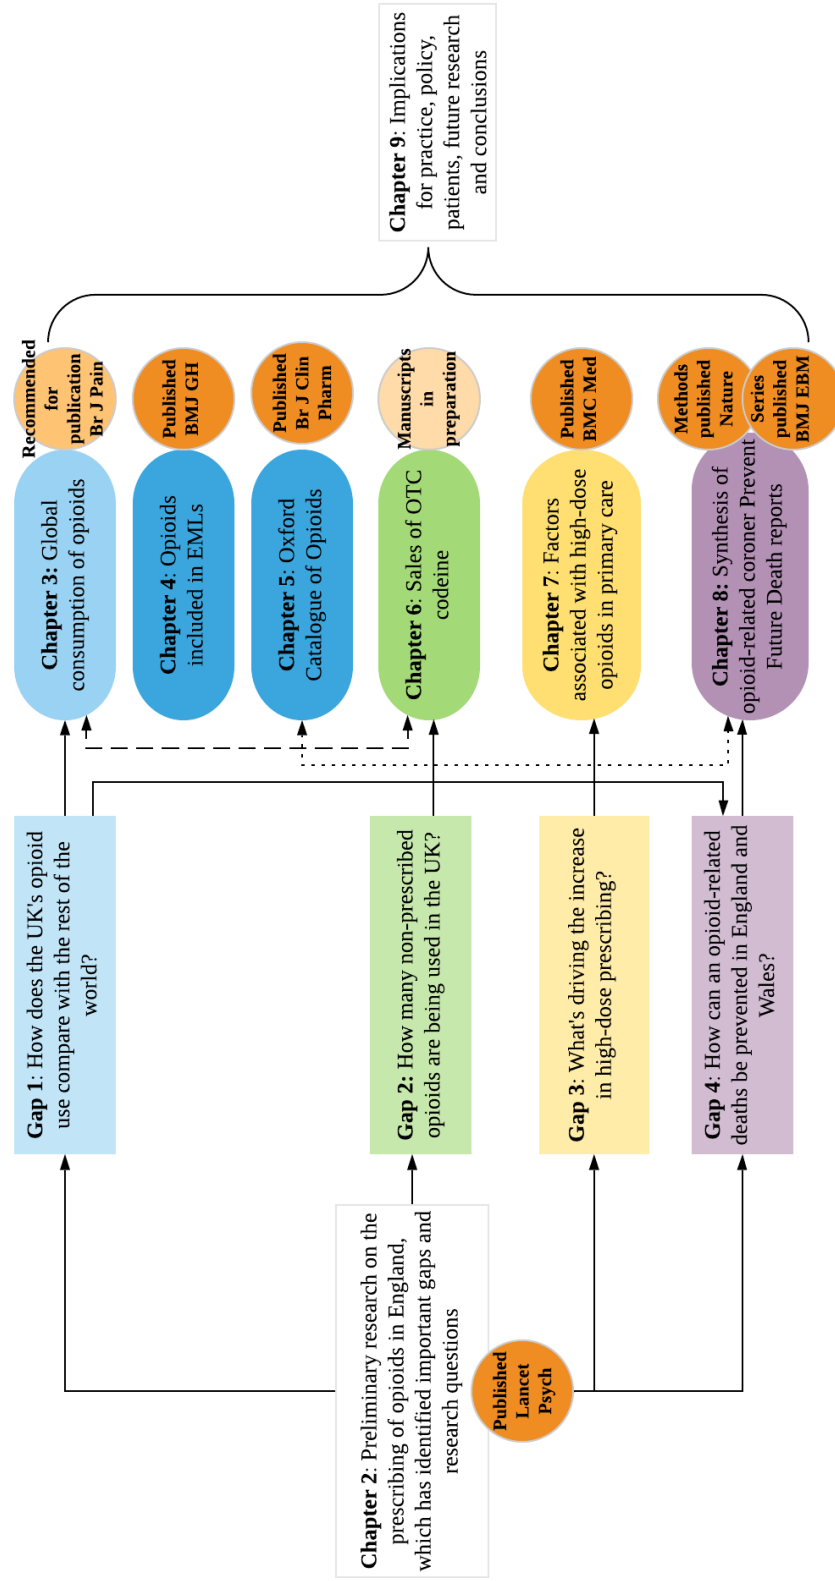 Chapter 2: Preliminary research on the
prescribing of opioids in England,
which has identified important gaps and
research questions
Published
Lancet
Psych
Gap 1: How does the UK's opioid
use compare with the rest of the
world?
Gap 2: How many non-prescribed
opioids are being used in the UK?
Gap 3: What's driving the increase
in high-dose prescribing?
Gap 4: How can an opioid-related
deaths be prevented in England and
Wales?
Chapter 3: Global
consumption of opioids
Recommended
for
publication
Br J Pain
Chapter 4: Opioids
included in EMLs
Published
BMJ GH
Chapter 5: Oxford
Catalogue of Opioids
Published
Br J Clin
Pharm
Chapter 6: Sales of OTC
codeine
Manuscripts
in
preparation
Chapter 7: Factors
associated with high-dose
opioids in primary care
Published
BMC Med
Chapter 8: Synthesis of
opioid-related coroner Prevent
Future Death reports
Methods
published
Nature
Series
published
BMJ EBM
Chapter 9: Implications
for practice, policy,
patients, future research
and conclusions